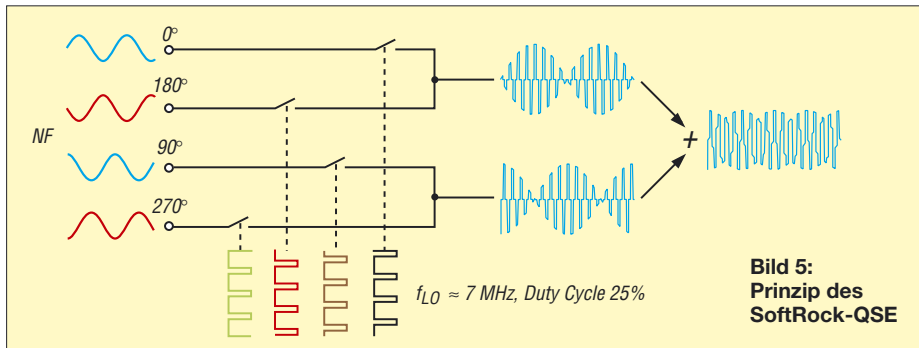 0°
180°
NF
90°
270°
+
f_LO ≈ 7 MHz, Duty Cycle 25%
Bild 5:
Prinzip des
SoftRock-QSE